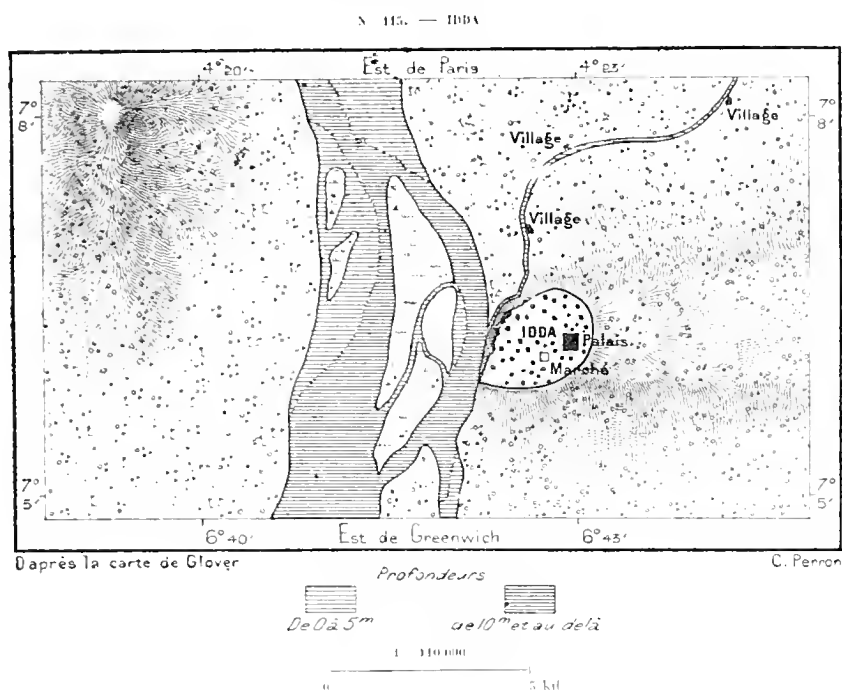 N° 115. — IDDA
4° 20' Est de Paris 4° 23'
7° 8' 7° 8'
10
Village
Village
Village
IDDA
Palais
Marché
7° 5' 7° 5'
6° 40' Est de Greenwich 6° 43'
D'après la carte de Glover C. Perron
Profondeurs
De 0 à 5m de 10m et au delà
0 5 kil